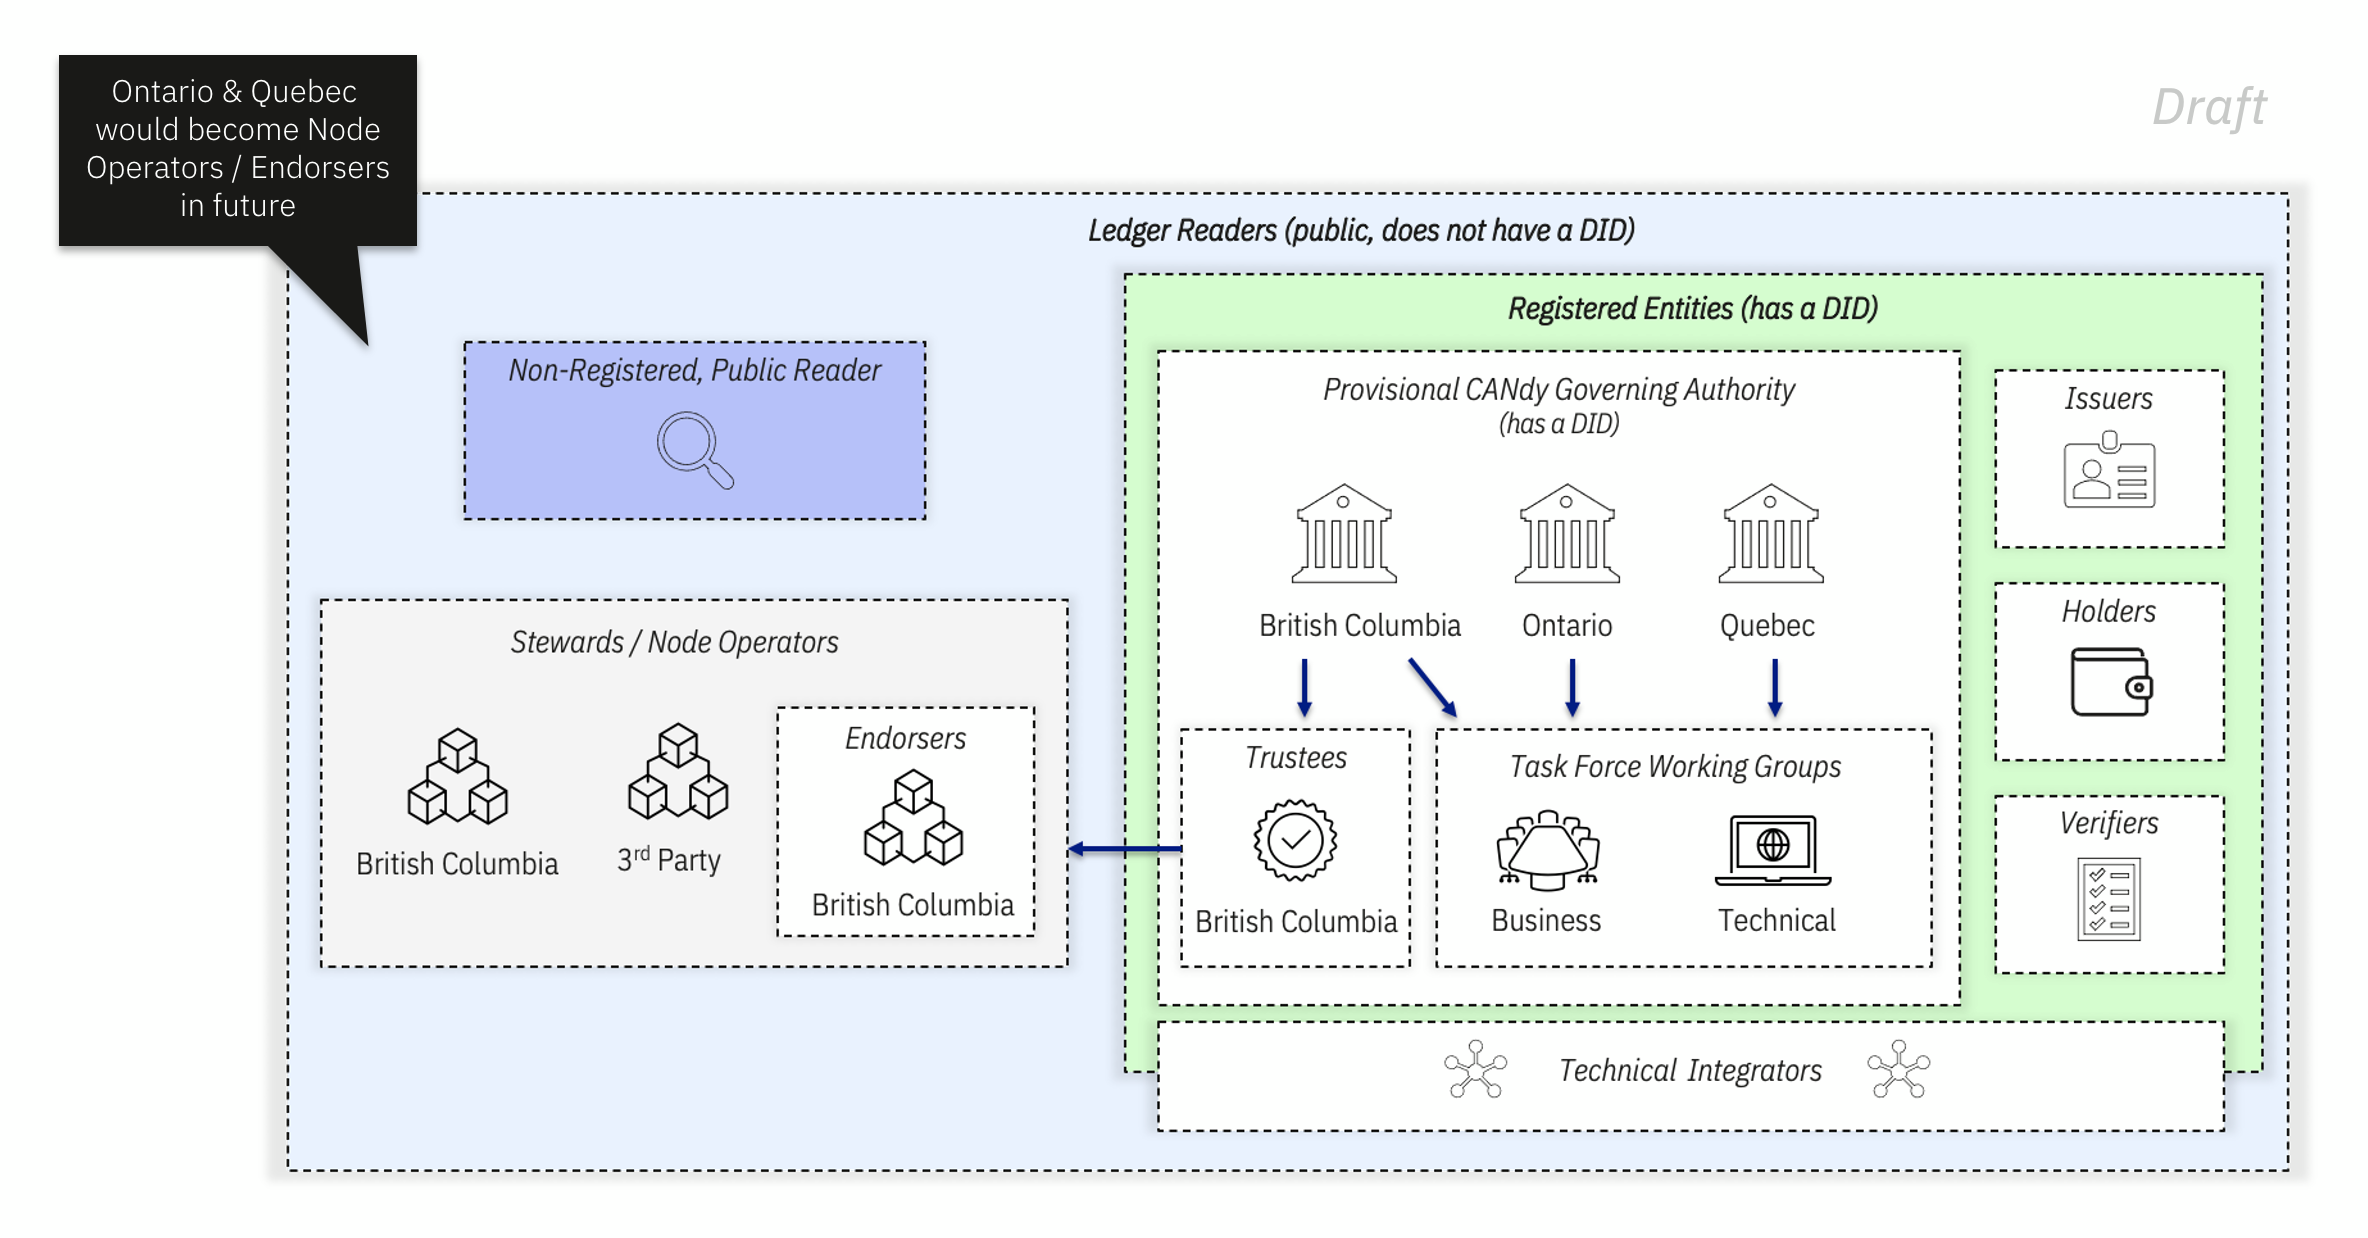 Ontario & Quebec
would become Node
Operators / Endorsers
in future
Draft
Ledger Readers (public, does not have a DID)
Registered Entities (has a DID)
Non-Registered, Public Reader
Provisional CANdy Governing Authority
(has a DID)
Issuers
British Columbia
Ontario
Quebec
Holders
Stewards / Node Operators
British Columbia
3rd Party
Endorsers
British Columbia
Trustees
British Columbia
Task Force Working Groups
Business
Technical
Verifiers
Technical Integrators